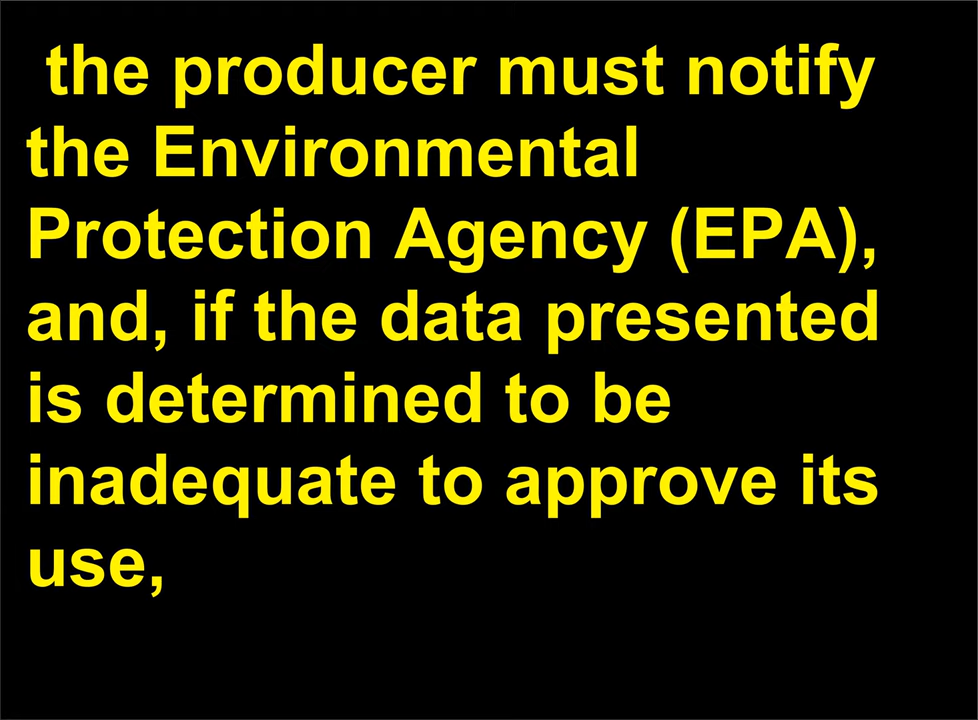 the producer must notify
the Environmental
Protection Agency (EPA),
and, if the data presented
is determined to be
inadequate to approve its
use,